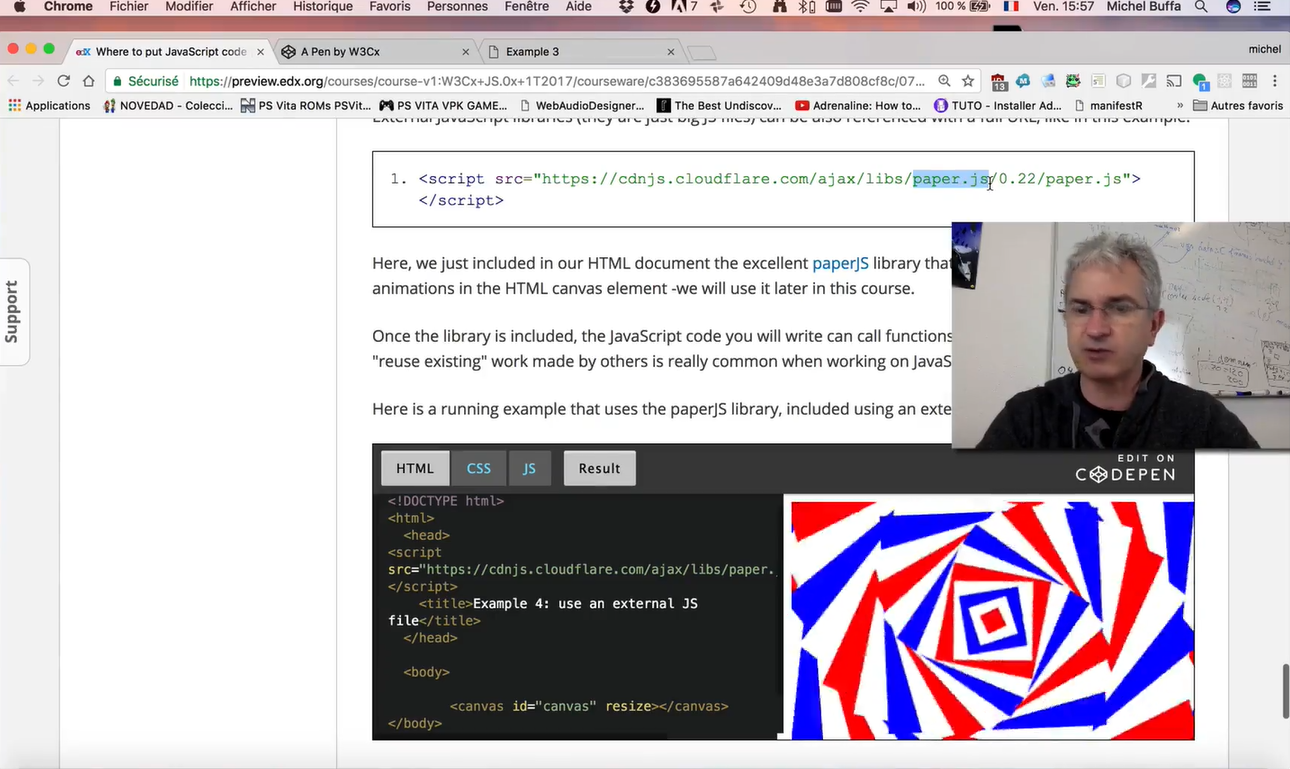 Chrome Fichier Modifier Afficher Historique Favoris Personnes Fenêtre Aide 7 100 % Ven. 15:57 Michel Buffa
edX Where to put JavaScript code × A Pen by W3Cx × Example 3 × michel
Sécurisé https://preview.edx.org/courses/course-v1:W3Cx+JS.0x+1T2017/courseware/c383695587a642409d48e3a7d808cf8c/07... 13 1
Applications NOVEDAD - Colecci... PS Vita ROMs PSVit... PS VITA VPK GAME... WebAudioDesigner... The Best Undiscov... Adrenaline: How to... TUTO - Installer Ad... manifestR » Autres favoris
External JavaScript libraries (they are just big JS files) can be also referenced with a full URL, like in this example:
1. <script src="https://cdnjs.cloudflare.com/ajax/libs/paper.js/0.22/paper.js">
</script>
Here, we just included in our HTML document the excellent paperJS library that
animations in the HTML canvas element -we will use it later in this course.
Once the library is included, the JavaScript code you will write can call functions
"reuse existing" work made by others is really common when working on JavaS
Here is a running example that uses the paperJS library, included using an exte
Support
HTML CSS JS Result
EDIT ON
CODEPEN
<!DOCTYPE html>
<html>
<head>
<script
src="https://cdnjs.cloudflare.com/ajax/libs/paper.
</script>
<title>Example 4: use an external JS
file</title>
</head>
<body>
<canvas id="canvas" resize></canvas>
</body>